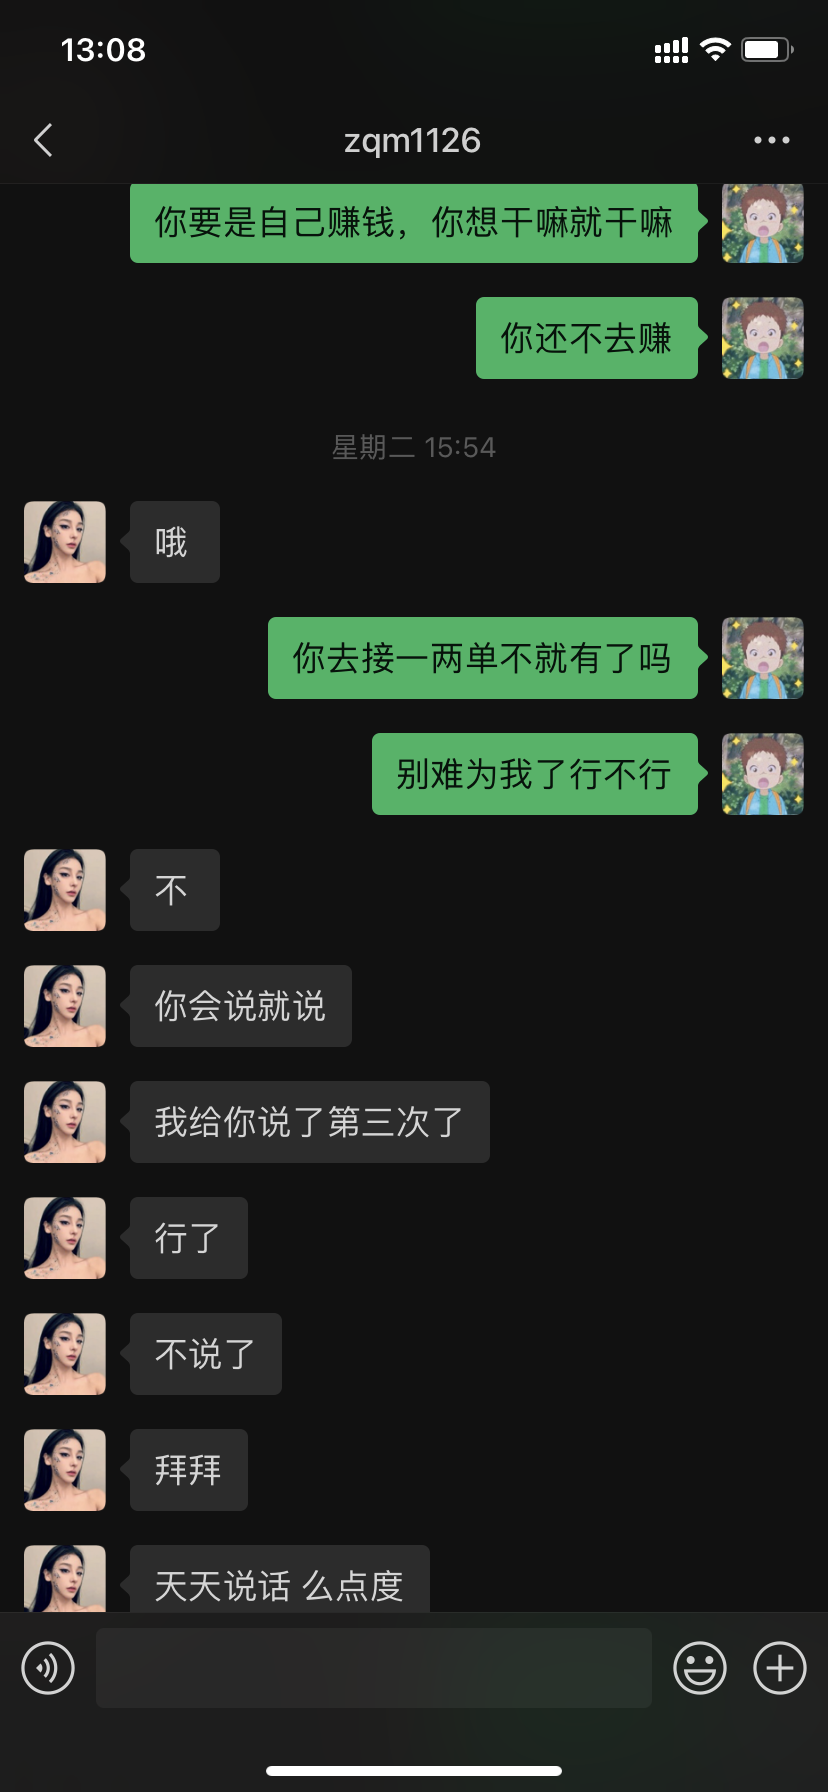 13:08
zqm1126
你要是自己赚钱，你想干嘛就干嘛
你还不去赚
星期二 15:54
哦
你去接一两单不就有了吗
别难为我了行不行
不
你会说就说
我给你说了第三次了
行了
不说了
拜拜
天天说话 么点度